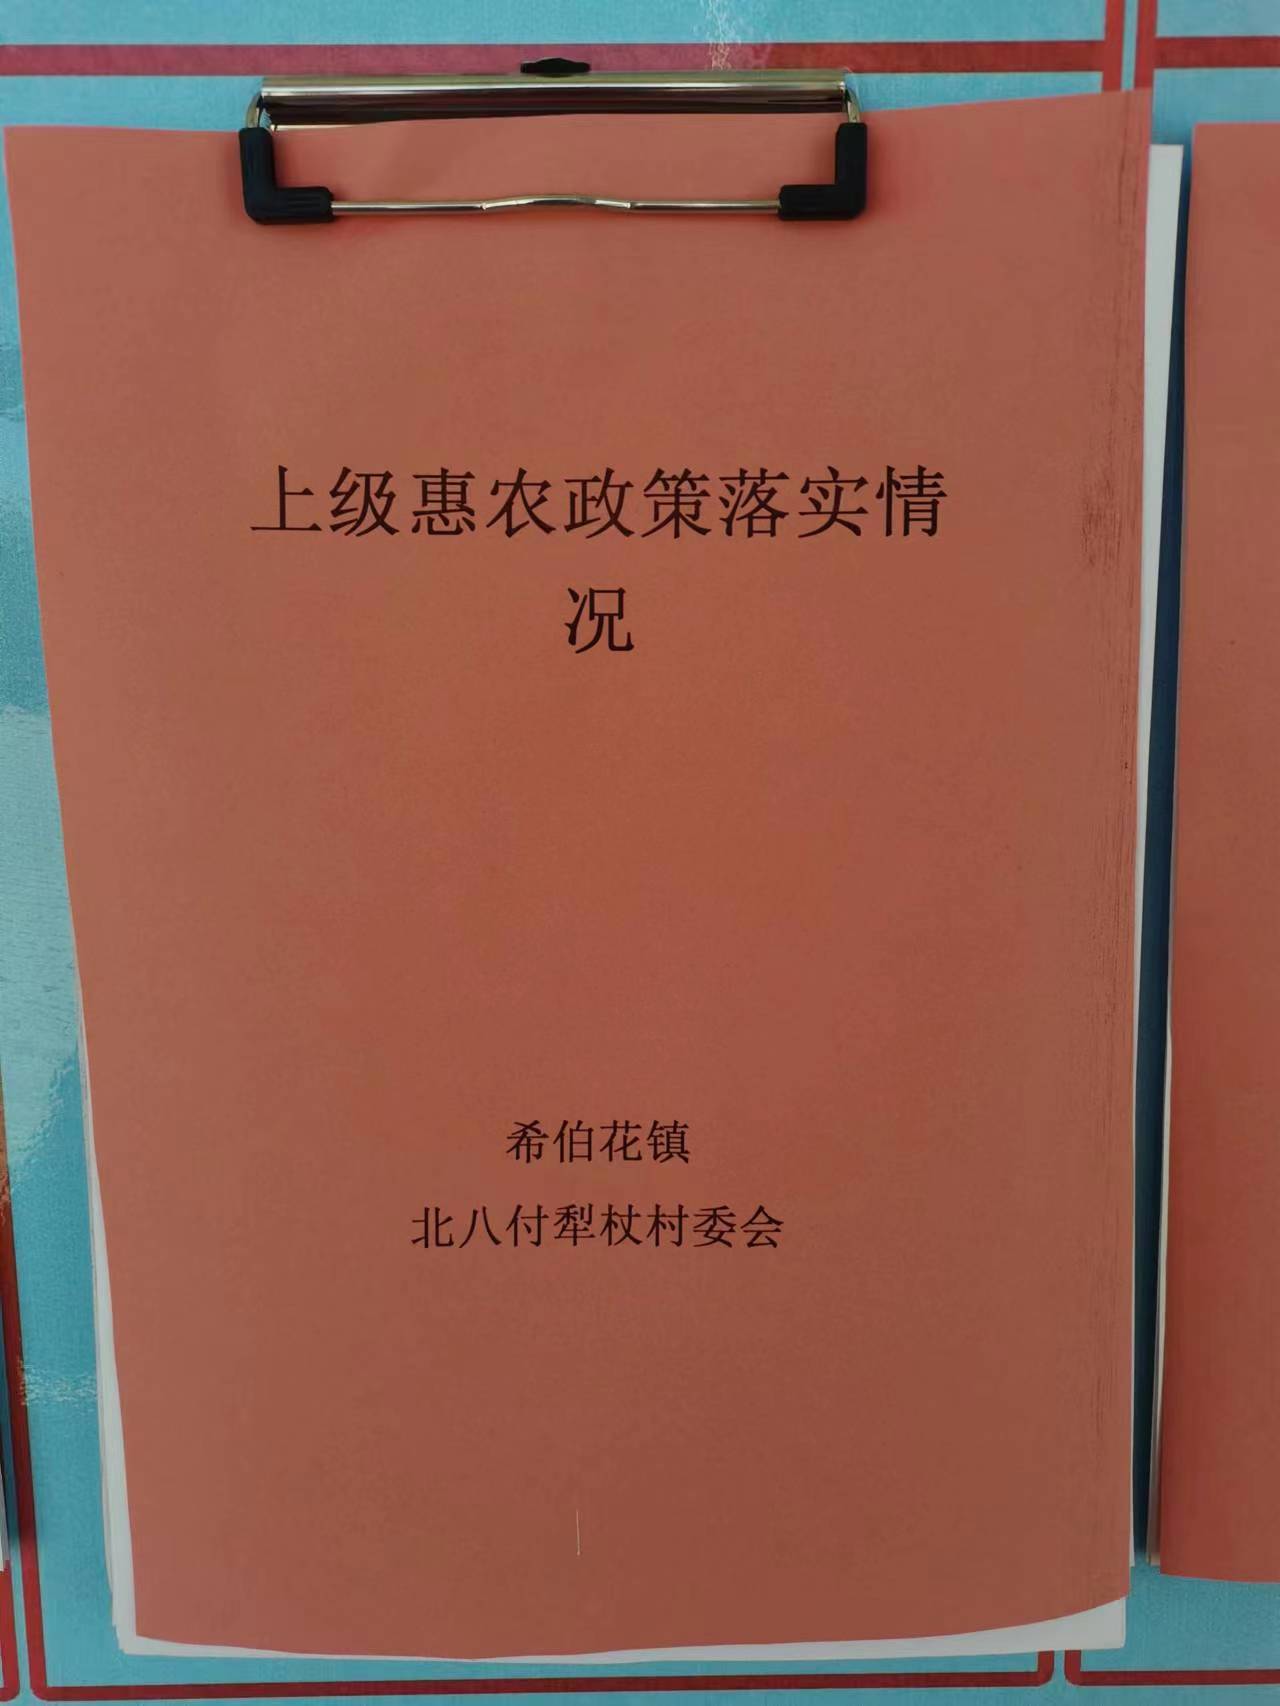 上级惠农政策落实情
况
希伯花镇
北八付犁杖村委会